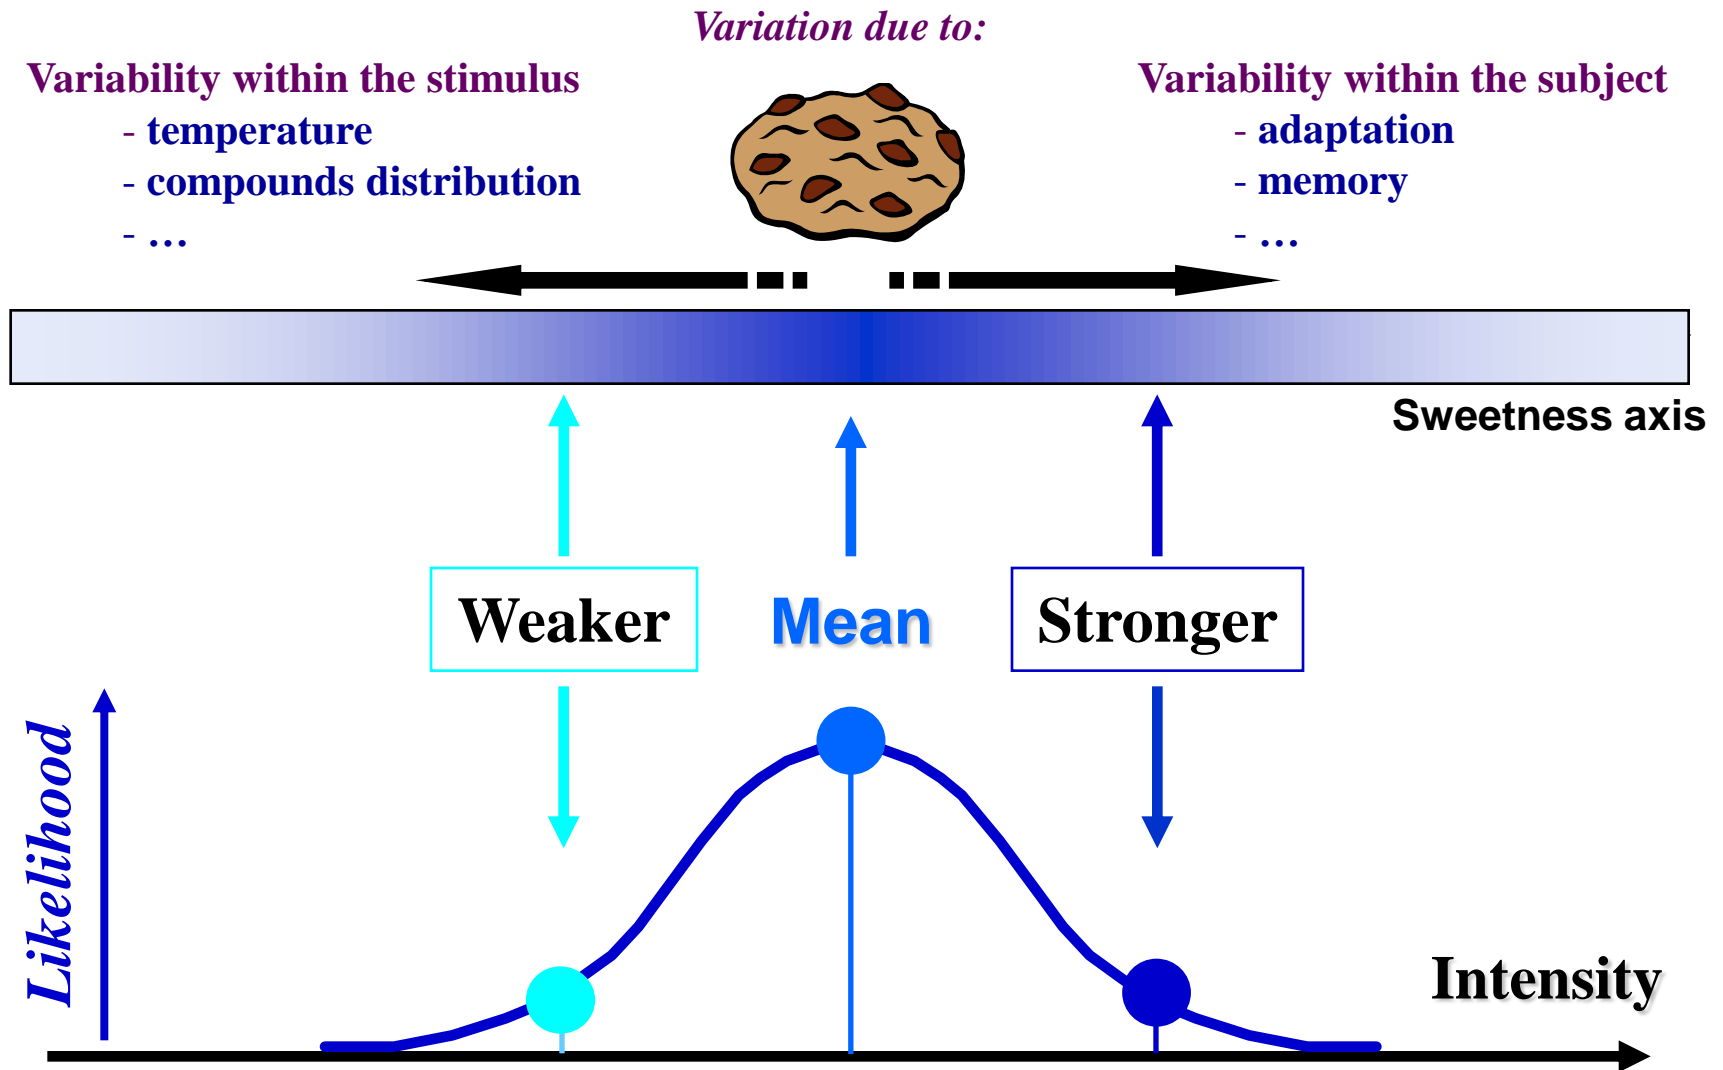 Variation due to:
Variability within the stimulus
- temperature
- compounds distribution
- …
Variability within the subject
- adaptation
- memory
- …
Sweetness axis
Weaker
Mean
Stronger
Likelihood
Intensity